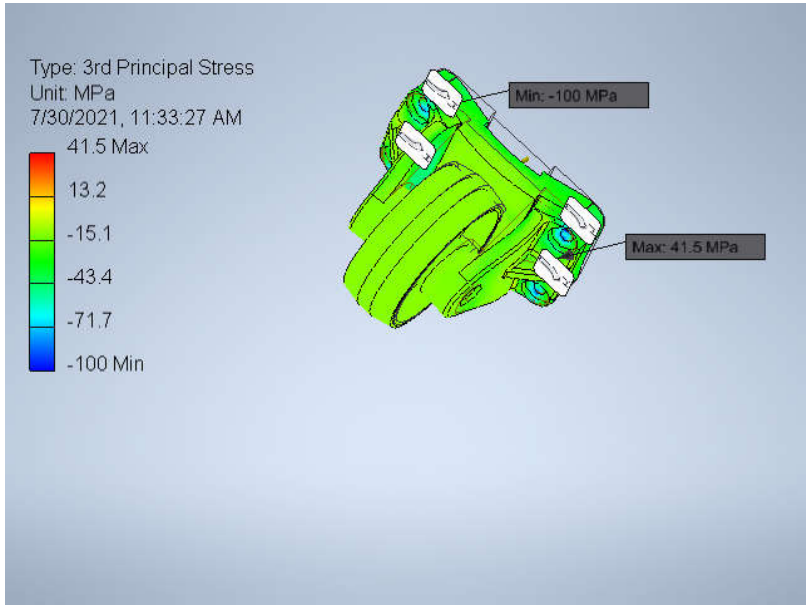 Type: 3rd Principal Stress
Unit: MPa
7/30/2021, 11:33:27 AM
41.5 Max
13.2
-15.1
-43.4
-71.7
-100 Min
Min: -100 MPa
Max: 41.5 MPa